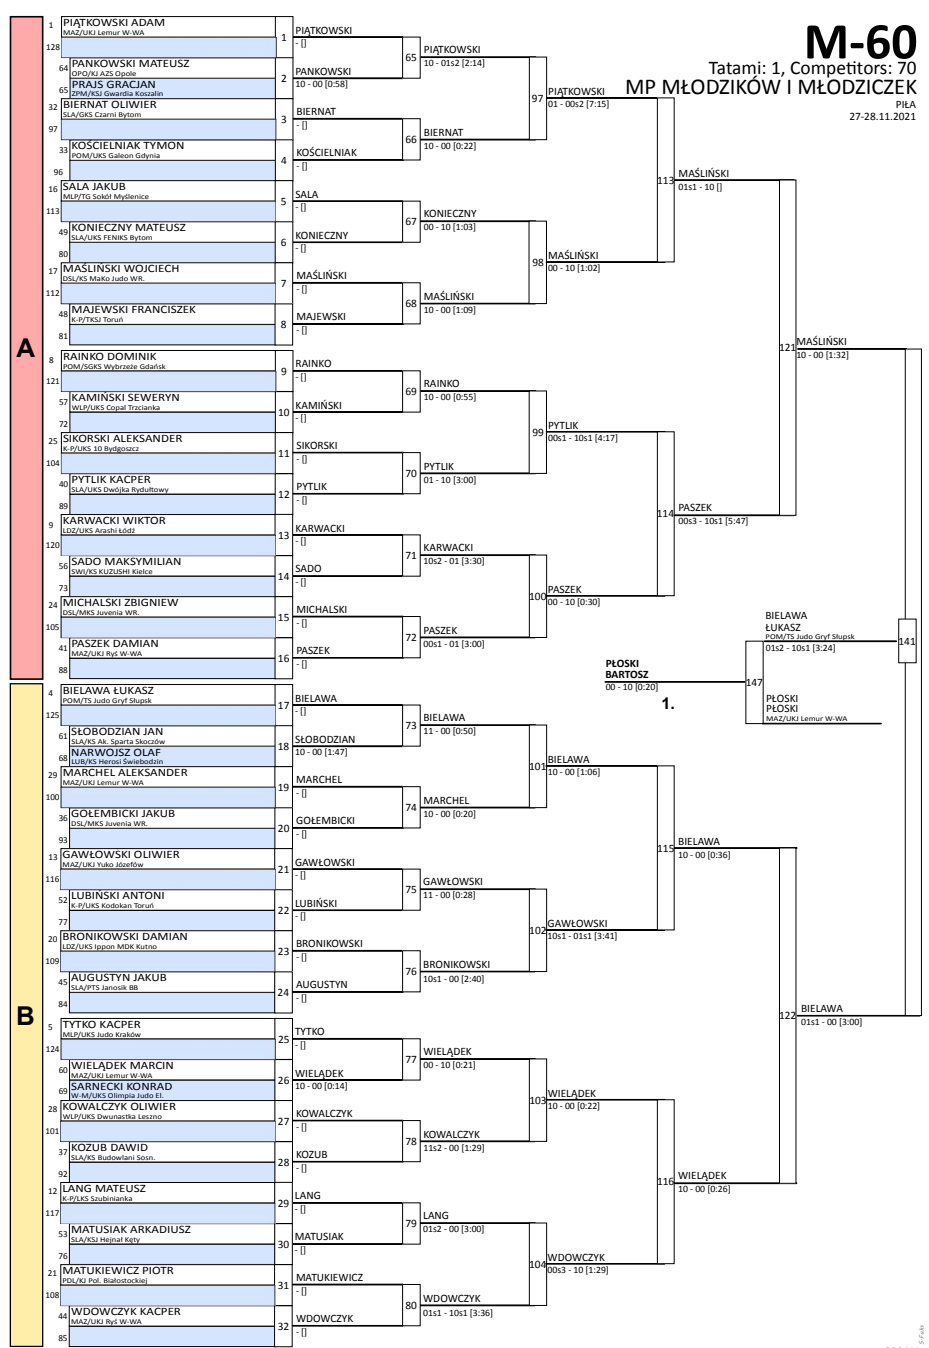 M-60
Tatami: 1, Competitors: 70
MP MŁODZIKÓW I MŁODZICZEK
PIŁA
27-28.11.2021
A
1 PIĄTKOWSKI ADAM
MAZ/UKJ Lemur W-WA
128
1
64 PANKOWSKI MATEUSZ
OPO/KJ AZS Opole
65 PRAJS GRACJAN
ZPM/KSJ Gwardia Koszalin
2
32 BIERNAT OLIWIER
SLA/GKS Czarni Bytom
97
3
33 KOŚCIELNIAK TYMON
POM/UKS Galeon Gdynia
96
4
16 SALA JAKUB
MLP/TG Sokół Myślenice
113
5
49 KONIECZNY MATEUSZ
SLA/UKS FENIKS Bytom
80
6
17 MAŚLIŃSKI WOJCIECH
DSL/KS MaKo Judo WR.
112
7
48 MAJEWSKI FRANCISZEK
K-P/TKSJ Toruń
81
8
8 RAINKO DOMINIK
POM/SGKS Wybrzeże Gdańsk
121
9
57 KAMIŃSKI SEWERYN
WLP/UKS Copal Trzcianka
72
10
25 SIKORSKI ALEKSANDER
K-P/UKS 10 Bydgoszcz
104
11
40 PYTLIK KACPER
SLA/UKS Dwójka Rydułtowy
89
12
9 KARWACKI WIKTOR
LDZ/UKS Arashi Łódź
120
13
56 SADO MAKSYMILIAN
SWI/KS KUZUSHI Kielce
73
14
24 MICHALSKI ZBIGNIEW
DSL/MKS Juvenia WR.
105
15
41 PASZEK DAMIAN
MAZ/UKJ Ryś W-WA
88
16
B
4 BIELAWA ŁUKASZ
POM/TS Judo Gryf Słupsk
125
17
61 SŁOBODZIAN JAN
SLA/KS Ak. Sparta Skoczów
68 NARWOJSZ OLAF
LUB/KS Herosi Świebodzin
18
29 MARCHEL ALEKSANDER
MAZ/UKJ Lemur W-WA
100
19
36 GOŁEMBICKI JAKUB
DSL/MKS Juvenia WR.
93
20
13 GAWŁOWSKI OLIWIER
MAZ/UKJ Yuko Józefów
116
21
52 LUBIŃSKI ANTONI
K-P/UKS Kodokan Toruń
77
22
20 BRONIKOWSKI DAMIAN
LDZ/UKS Ippon MDK Kutno
109
23
45 AUGUSTYN JAKUB
SLA/PTS Janosik BB
84
24
5 TYTKO KACPER
MLP/UKS Judo Kraków
124
25
60 WIELĄDEK MARCIN
MAZ/UKJ Lemur W-WA
69 SARNECKI KONRAD
W-M/UKS Olimpia Judo El.
26
28 KOWALCZYK OLIWIER
WLP/UKS Dwunastka Leszno
101
27
37 KOZUB DAWID
SLA/KS Budowlani Sosn.
92
28
12 LANG MATEUSZ
K-P/LKS Szubinianka
117
29
53 MATUSIAK ARKADIUSZ
SLA/KSJ Hejnał Kęty
76
30
21 MATUKIEWICZ PIOTR
PDL/KJ Pol. Białostockiej
108
31
44 WDOWCZYK KACPER
MAZ/UKJ Ryś W-WA
85
32
PIĄTKOWSKI
- []
PANKOWSKI
10 - 00 [0:58]
BIERNAT
- []
KOŚCIELNIAK
- []
SALA
- []
KONIECZNY
- []
MAŚLIŃSKI
- []
MAJEWSKI
- []
RAINKO
- []
KAMIŃSKI
- []
SIKORSKI
- []
PYTLIK
- []
KARWACKI
- []
SADO
- []
MICHALSKI
- []
PASZEK
- []
BIELAWA
- []
SŁOBODZIAN
10 - 00 [1:47]
MARCHEL
- []
GOŁEMBICKI
- []
GAWŁOWSKI
- []
LUBIŃSKI
- []
BRONIKOWSKI
- []
AUGUSTYN
- []
TYTKO
- []
WIELĄDEK
10 - 00 [0:14]
KOWALCZYK
- []
KOZUB
- []
LANG
- []
MATUSIAK
- []
MATUKIEWICZ
- []
WDOWCZYK
- []
65 PIĄTKOWSKI
10 - 01s2 [2:14]
66 BIERNAT
10 - 00 [0:22]
67 KONIECZNY
00 - 10 [1:03]
68 MAŚLIŃSKI
10 - 00 [1:09]
69 RAINKO
10 - 00 [0:55]
70 PYTLIK
01 - 10 [3:00]
71 KARWACKI
10s2 - 01 [3:30]
72 PASZEK
00s1 - 01 [3:00]
73 BIELAWA
11 - 00 [0:50]
74 MARCHEL
10 - 00 [0:20]
75 GAWŁOWSKI
11 - 00 [0:28]
76 BRONIKOWSKI
10s1 - 00 [2:40]
77 WIELĄDEK
00 - 10 [0:21]
78 KOWALCZYK
11s2 - 00 [1:29]
79 LANG
01s2 - 00 [3:00]
80 WDOWCZYK
01s1 - 10s1 [3:36]
97 PIĄTKOWSKI
01 - 00s2 [7:15]
98 MAŚLIŃSKI
00 - 10 [1:02]
99 PYTLIK
00s1 - 10s1 [4:17]
100 PASZEK
00 - 10 [0:30]
101 BIELAWA
10 - 00 [1:06]
102 GAWŁOWSKI
10s1 - 01s1 [3:41]
103 WIELĄDEK
10 - 00 [0:22]
104 WDOWCZYK
00s3 - 10 [1:29]
113 MAŚLIŃSKI
01s1 - 10 []
114 PASZEK
00s3 - 10s1 [5:47]
115 BIELAWA
10 - 00 [0:36]
116 WIELĄDEK
10 - 00 [0:26]
121 MAŚLIŃSKI
10 - 00 [1:32]
122 BIELAWA
01s1 - 00 [3:00]
141
BIELAWA
ŁUKASZ
POM/TS Judo Gryf Słupsk
01s2 - 10s1 [3:24]
147
PŁOSKI
PŁOSKI
MAZ/UKJ Lemur W-WA
PŁOSKI
BARTOSZ
00 - 10 [0:20]
1.